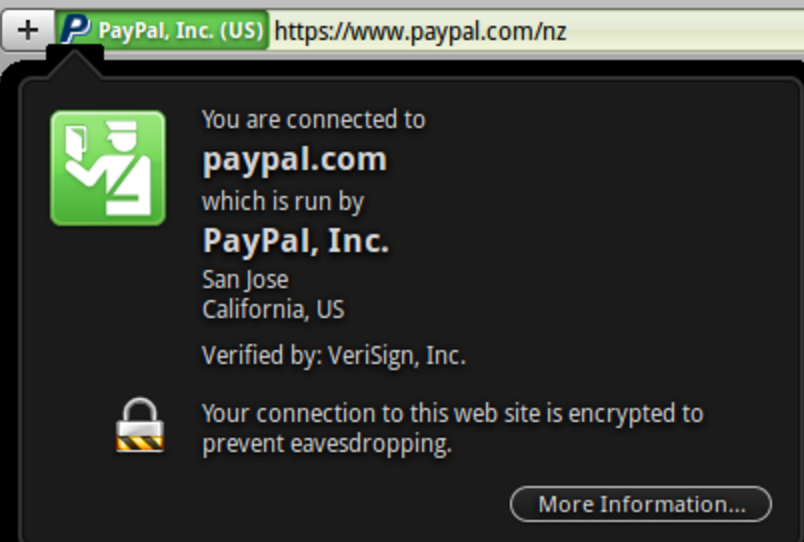 + PayPal, Inc. (US) https://www.paypal.com/nz
You are connected to
paypal.com
which is run by
PayPal, Inc.
San Jose
California, US
Verified by: VeriSign, Inc.
Your connection to this web site is encrypted to
prevent eavesdropping.
More Information...